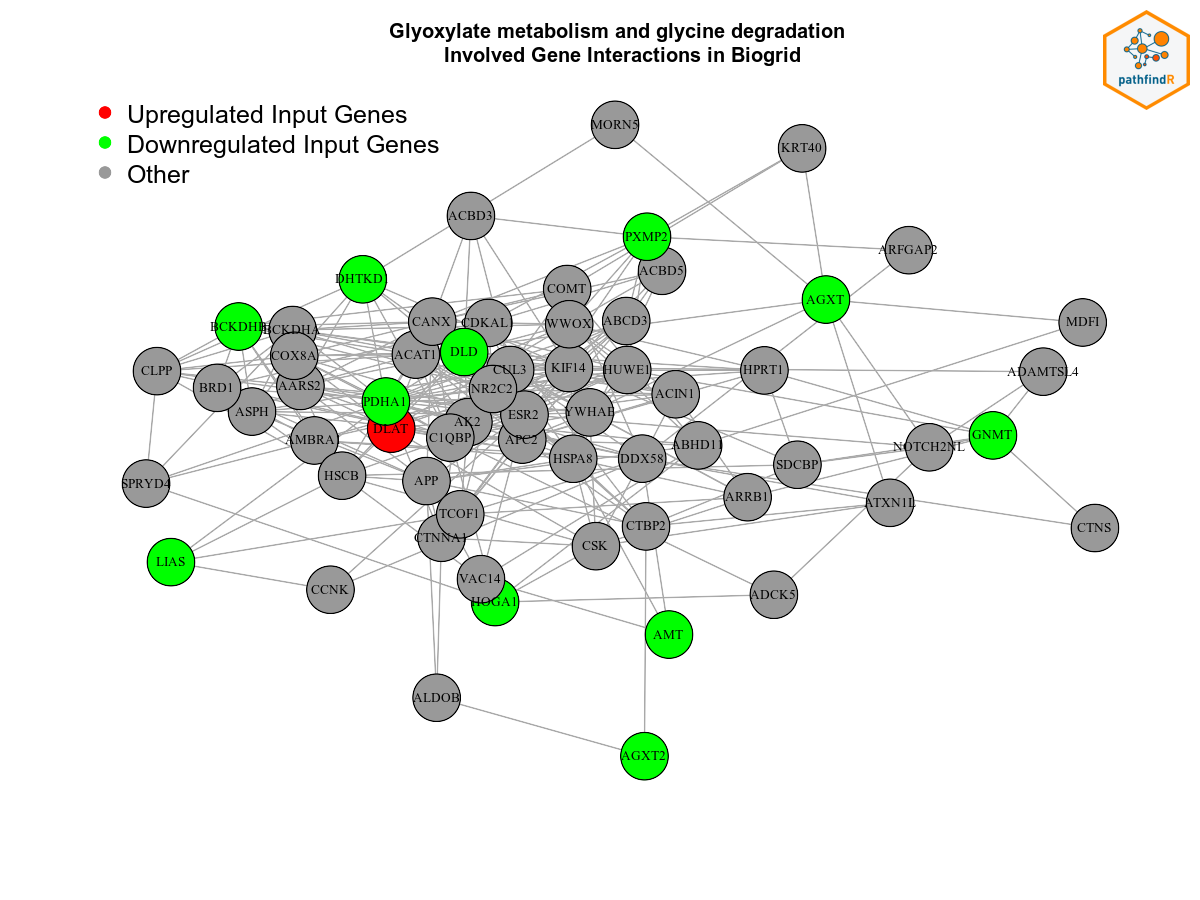 Glyoxylate metabolism and glycine degradation
Involved Gene Interactions in Biogrid
pathfindR
Upregulated Input Genes
Downregulated Input Genes
Other
MORN5
KRT40
ACBD3
PXMP2
ARFGAP2
ACBD5
DHTKD1
COMT
AGXT
BCKDHB
BCKDHA
CANX
CDKAL1
WWOX
ABCD3
MDFI
COX8A
ACAT1
DLD
CUL3
KIF14
HUWE1
HPRT1
CLPP
ADAMTSL4
BRD1
AARS2
NR2C2
ACIN1
PDHA1
ASPH
ESR2
YWHAE
DLAT
AK2
AMBRA1
C1QBP
APC2
ABHD11
NOTCH2NL
GNMT
HSPA8
DDX58
SDCBP
HSCB
APP
SPRYD4
ARRB1
ATXN1L
TCOF1
CTBP2
CTNS
CTNNA1
CSK
LIAS
VAC14
CCNK
HOGA1
ADCK5
AMT
ALDOB
AGXT2